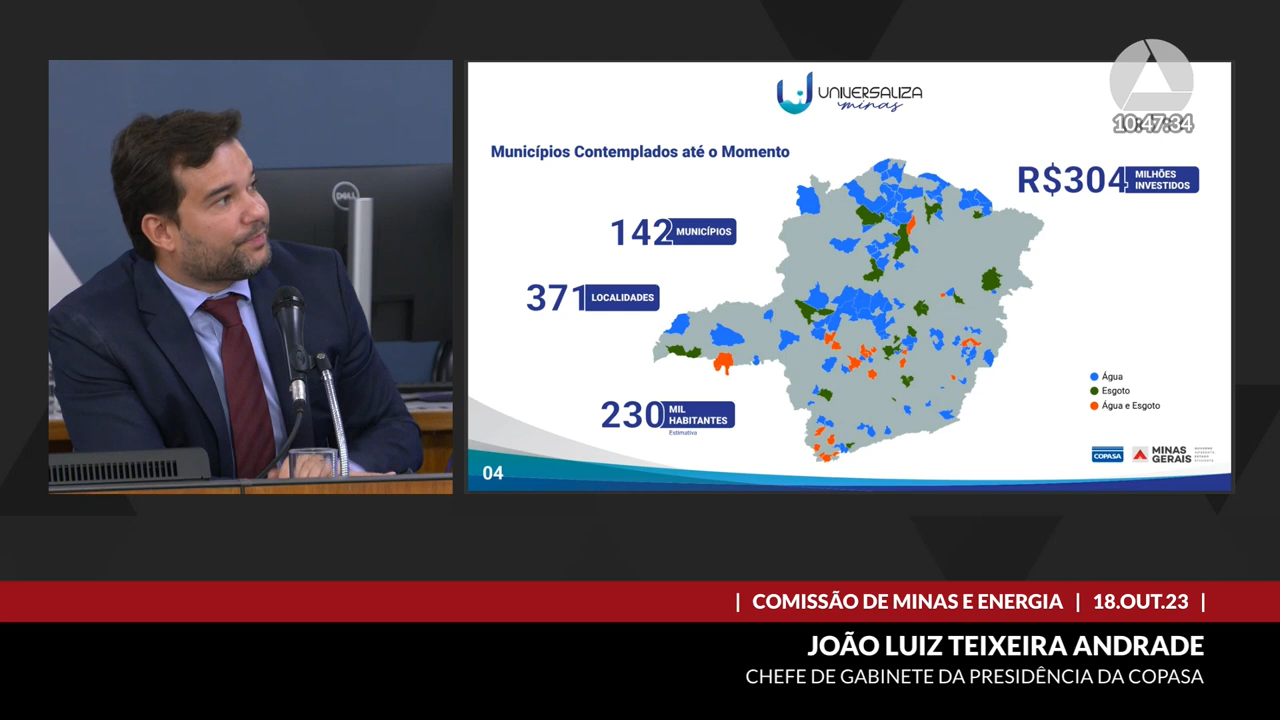 DELL
UNIVERSALIZA
minas
10:47:34
Municípios Contemplados até o Momento
R$304 MILHÕES INVESTIDOS
142 MUNICÍPIOS
371 LOCALIDADES
230 MIL HABITANTES
Estimativa
Água
Esgoto
Água e Esgoto
COPASA
MINAS GERAIS
04
| COMISSÃO DE MINAS E ENERGIA | 18.OUT.23 |
JOÃO LUIZ TEIXEIRA ANDRADE
CHEFE DE GABINETE DA PRESIDÊNCIA DA COPASA